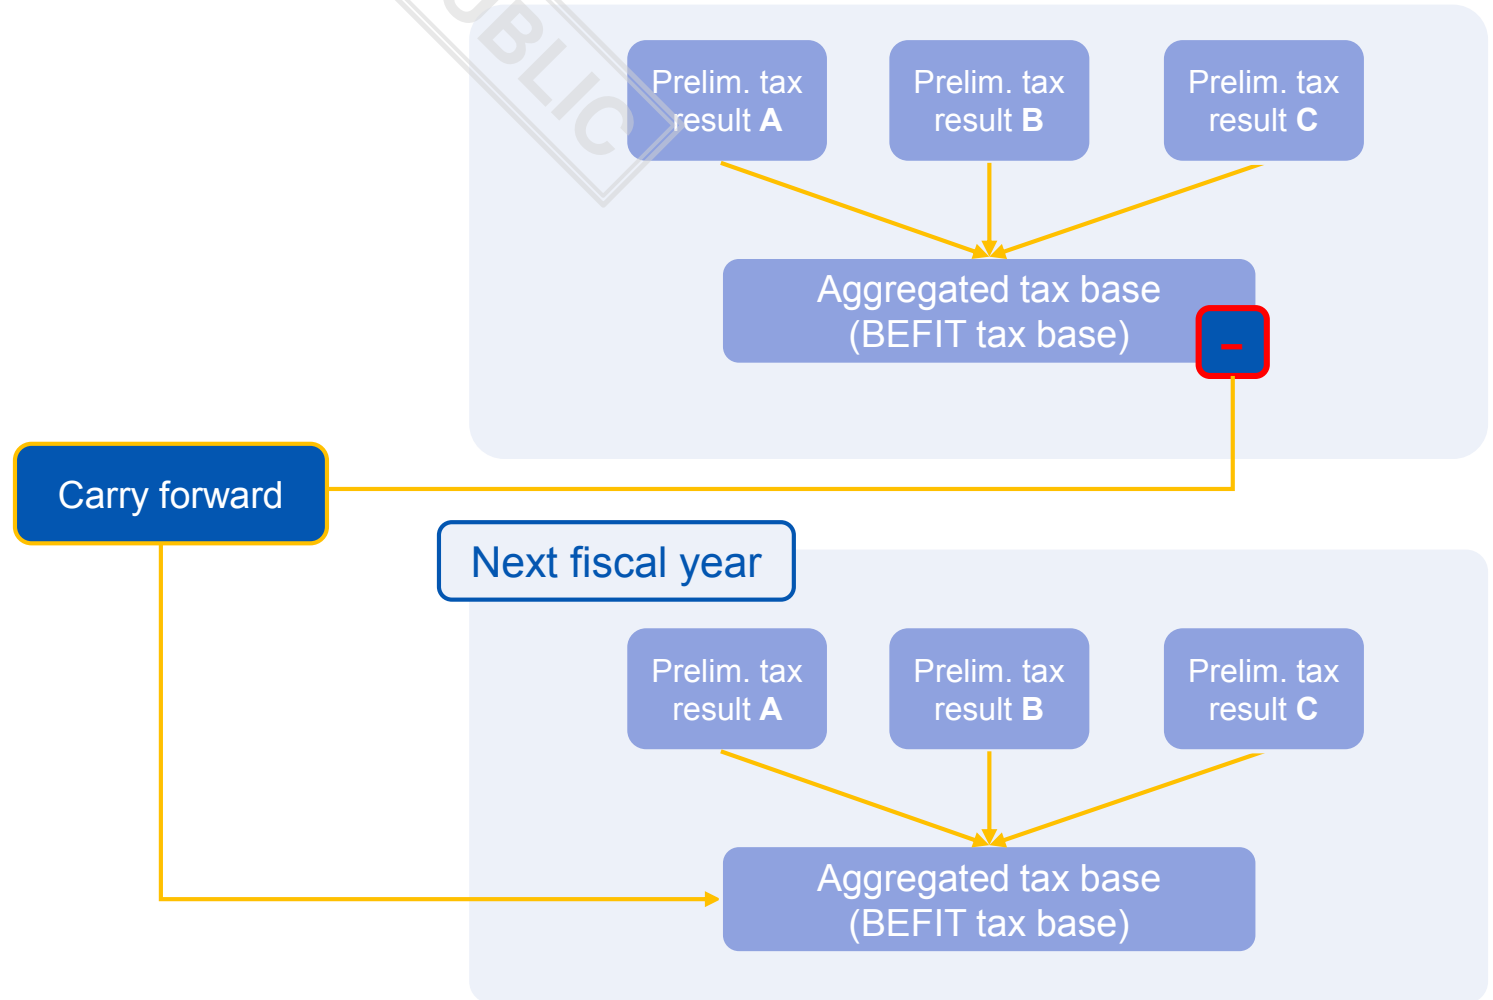 PUBLIC
Prelim. tax
result A
Prelim. tax
result B
Prelim. tax
result C
Aggregated tax base
(BEFIT tax base)
–
Carry forward
Next fiscal year
Prelim. tax
result A
Prelim. tax
result B
Prelim. tax
result C
Aggregated tax base
(BEFIT tax base)